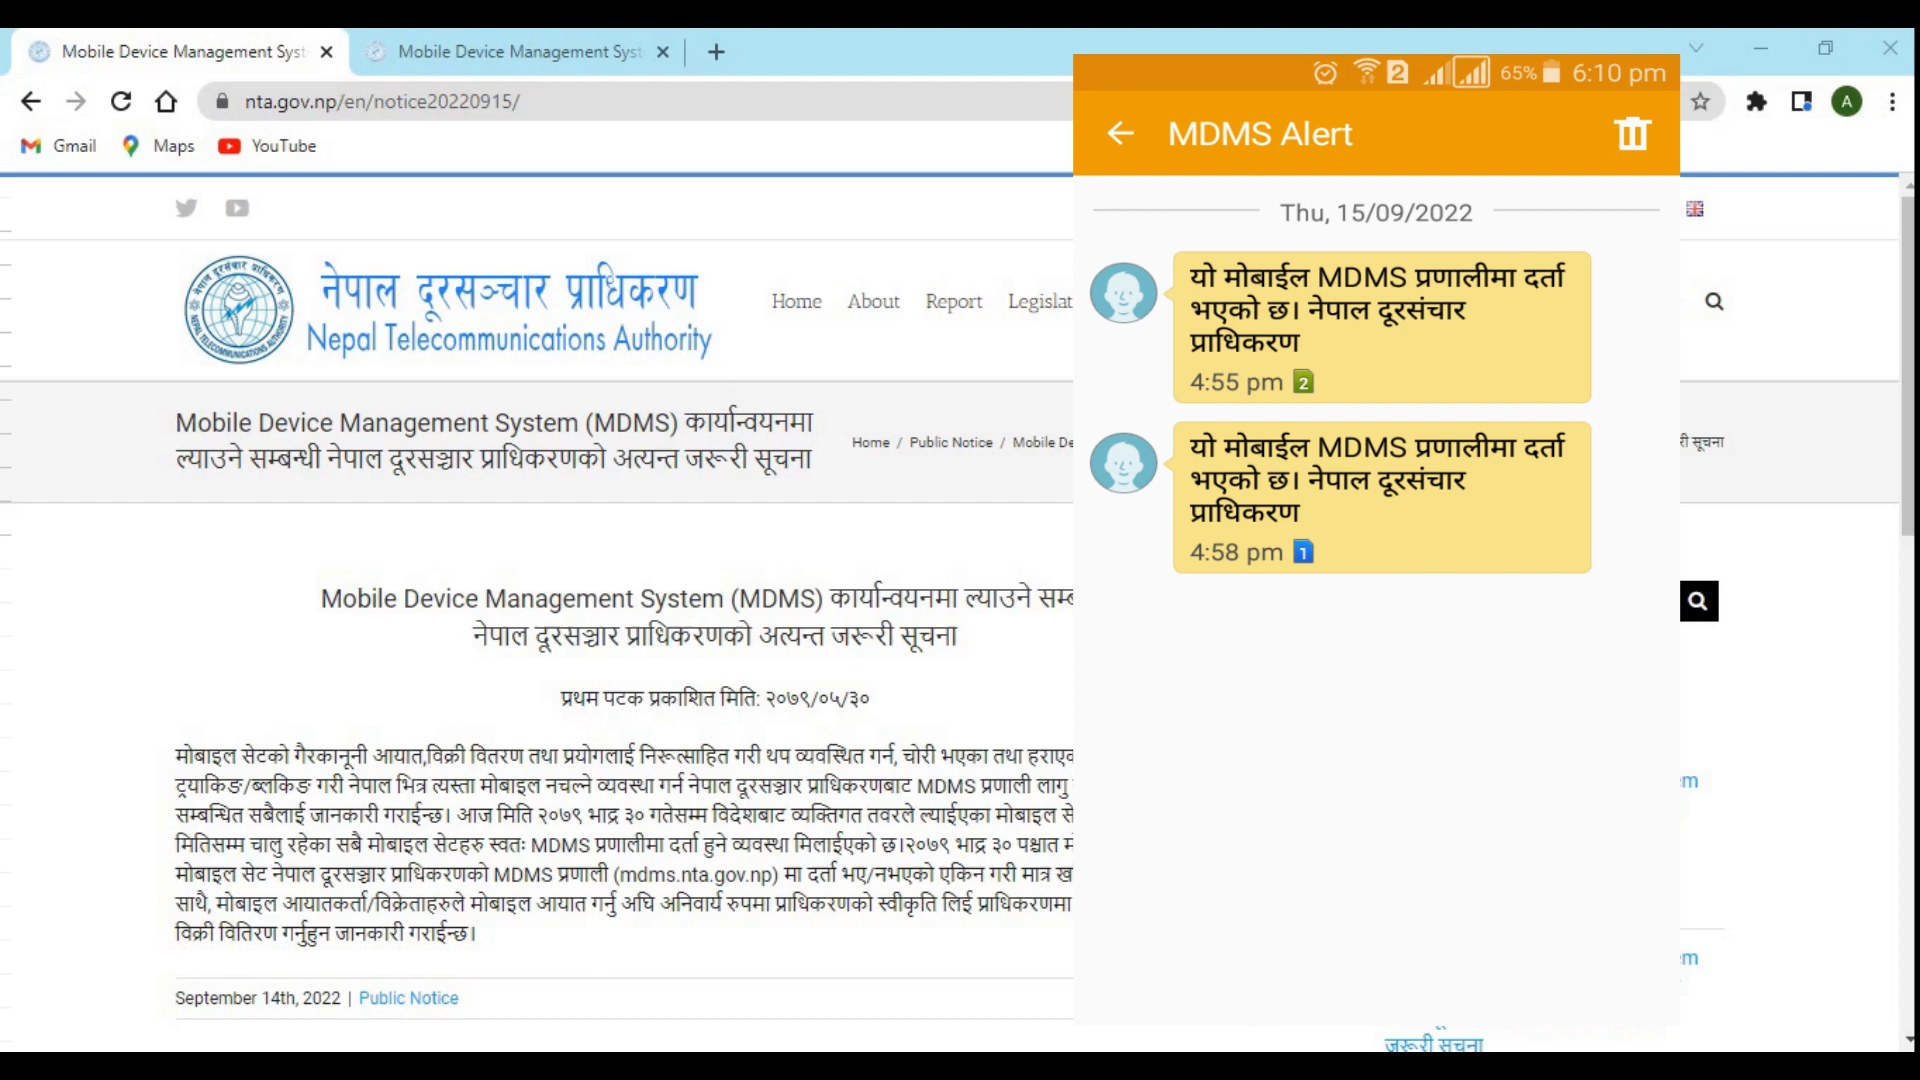 Mobile Device Management Syst
Mobile Device Management Syst
nta.gov.np/en/notice20220915/
A
Gmail
Maps
YouTube
नेपाल दूरसञ्चार प्राधिकरण
Nepal Telecommunications Authority
Home
About
Report
Legislat
Mobile Device Management System (MDMS) कार्यान्वयनमा
ल्याउने सम्बन्धी नेपाल दूरसञ्चार प्राधिकरणको अत्यन्त जरूरी सूचना
Home / Public Notice / Mobile De
री सूचना
Mobile Device Management System (MDMS) कार्यान्वयनमा ल्याउने
नेपाल दूरसञ्चार प्राधिकरणको अत्यन्त जरूरी सूचना
प्रथम पटक प्रकाशित मिति: २०७९/०५/३०
मोबाइल सेटको गैरकानूनी आयात,विक्री वितरण तथा प्रयोगलाई निरूत्साहित गरी थप व्यवस्थित गर्न, चोरी भएका तथा
ट्र्याकिङ/ब्लकिङ गरी नेपाल भित्र त्यस्ता मोबाइल नचल्ने व्यवस्था गर्न नेपाल दूरसञ्चार प्राधिकरणबाट MDMS प्रणाली लागु
सम्बन्धित सबैलाई जानकारी गराईन्छ। आज मिति २०७९ भाद्र ३० गतेसम्म विदेशबाट व्यक्तिगत तवरले ल्याईएका मोबाइल से
मितिसम्म चालु रहेका सबै मोबाइल सेटहरु स्वतः MDMS प्रणालीमा दर्ता हुने व्यवस्था मिलाईएको छ।२०७९ भाद्र ३० पश्चात
मोबाइल सेट नेपाल दूरसञ्चार प्राधिकरणको MDMS प्रणाली (mdms.nta.gov.np) मा दर्ता भए/नभएको एकिन गरी मात्र ख
साथै, मोबाइल आयातकर्ता/विक्रेताहरुले मोबाइल आयात गर्नु अघि अनिवार्य रुपमा प्राधिकरणको स्वीकृति लिई प्राधिकरणमा
विक्री वितिरण गर्नुहुन जानकारी गराईन्छ।
September 14th, 2022 | Public Notice
2 65% 6:10 pm
MDMS Alert
Thu, 15/09/2022
यो मोबाईल MDMS प्रणालीमा दर्ता
भएको छ। नेपाल दूरसंचार
प्राधिकरण
4:55 pm 2
यो मोबाईल MDMS प्रणालीमा दर्ता
भएको छ। नेपाल दूरसंचार
प्राधिकरण
4:58 pm 1
em
em
जरूरी सूचना